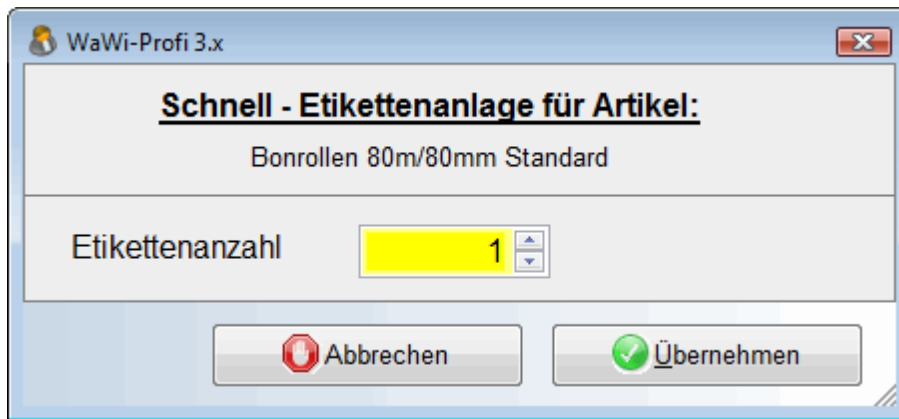 WaWi-Profi 3.x
Schnell - Etikettenanlage für Artikel:
Bonrollen 80m/80mm Standard
Etikettenanzahl 1
Abbrechen Übernehmen